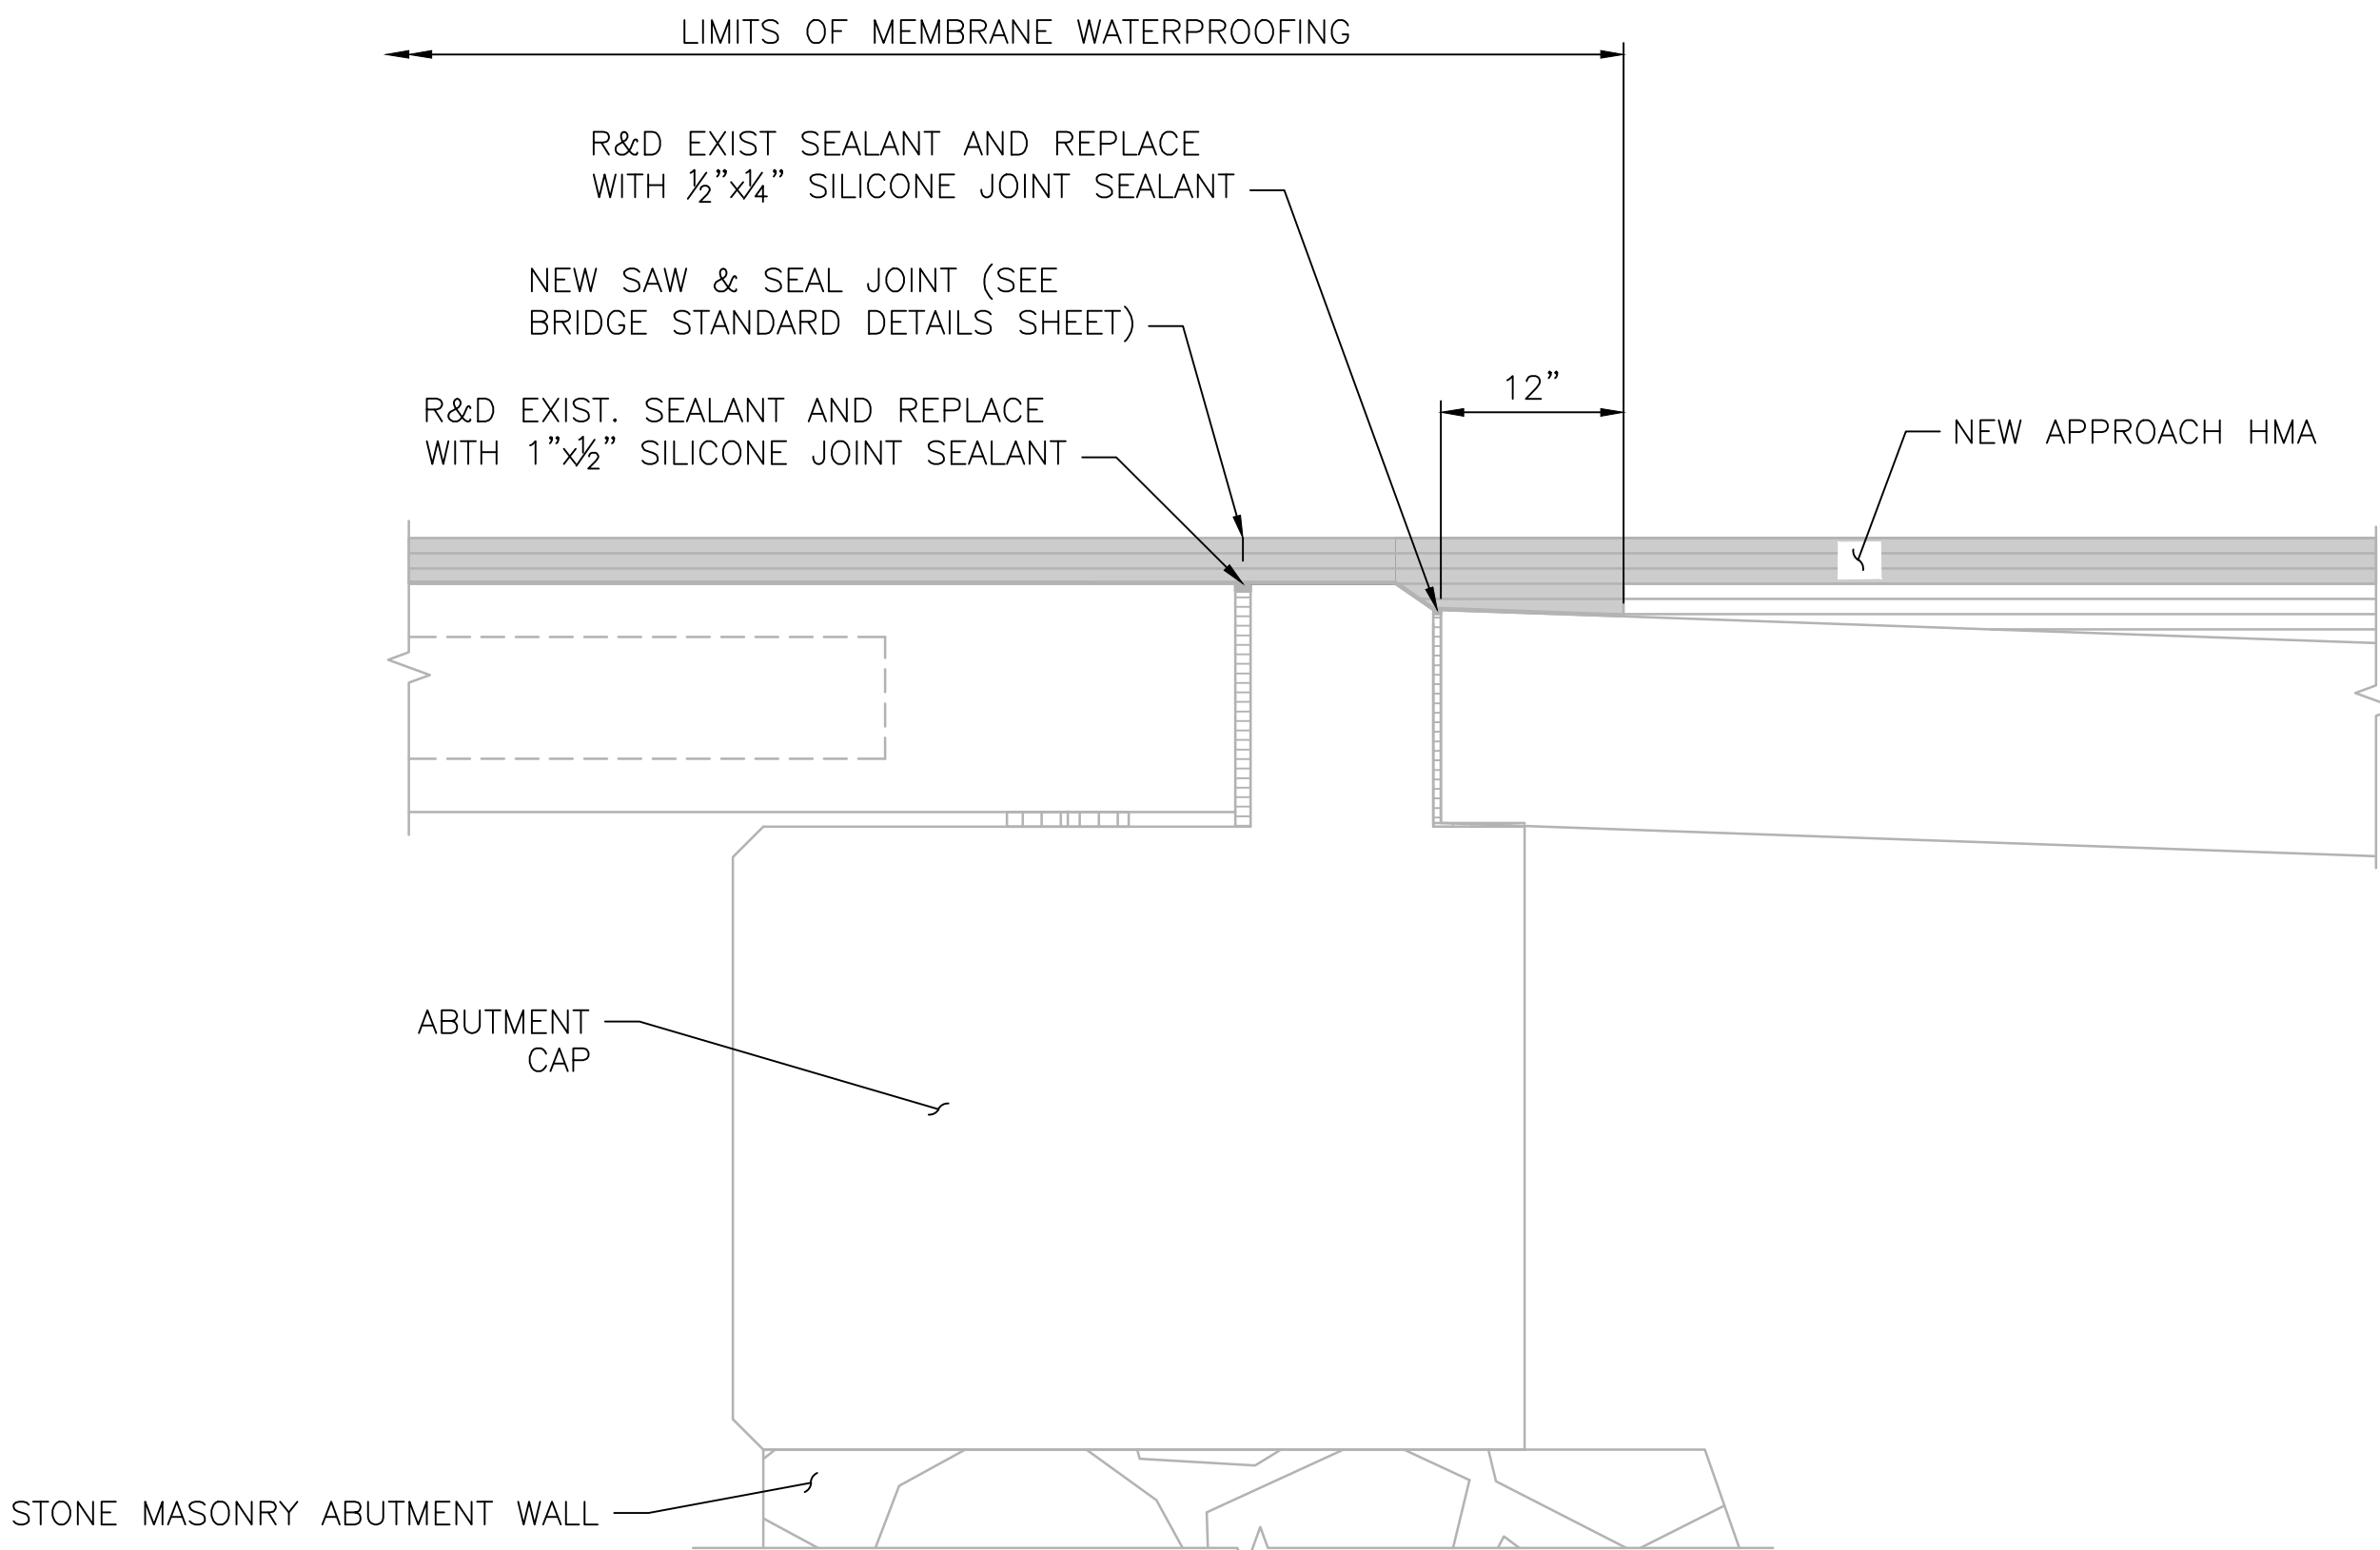 LIMITS OF MEMBRANE WATERPROOFING
R&D EXIST SEALANT AND REPLACE
WITH ½”x¼” SILICONE JOINT SEALANT
NEW SAW & SEAL JOINT (SEE
BRIDGE STANDARD DETAILS SHEET)
12”
R&D EXIST. SEALANT AND REPLACE
WITH 1”x½” SILICONE JOINT SEALANT
NEW APPROACH HMA
ABUTMENT
CAP
STONE MASONRY ABUTMENT WALL